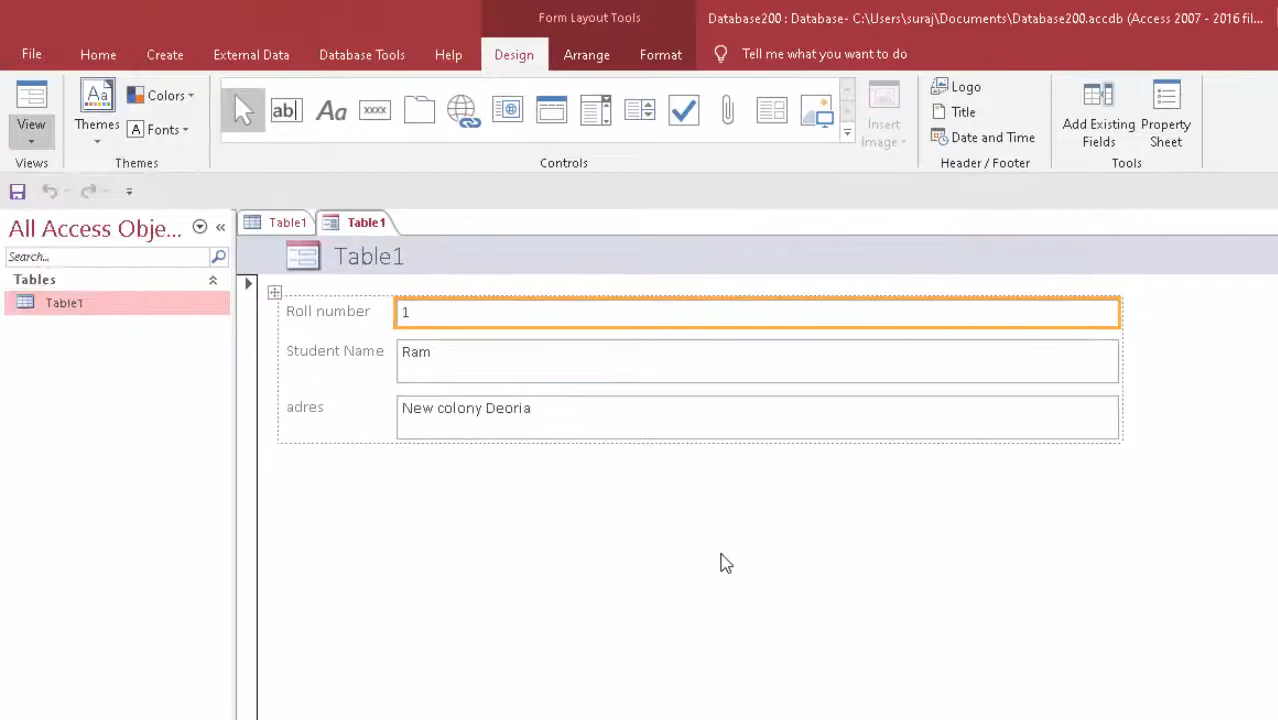 Form Layout Tools
Database200 : Database- C:\Users\suraj\Documents\Database200.accdb (Access 2007 - 2016 fil...
File Home Create External Data Database Tools Help Design Arrange Format Tell me what you want to do
View
Views
Themes
Colors
Fonts
Themes
ab|
Aa
xxxx
Controls
Insert
Image
Logo
Title
Date and Time
Header / Footer
Add Existing
Fields
Property
Sheet
Tools
All Access Obje... «
Search...
Tables
Table1
Table1 Table1
Table1
Roll number 1
Student Name Ram
adres New colony Deoria